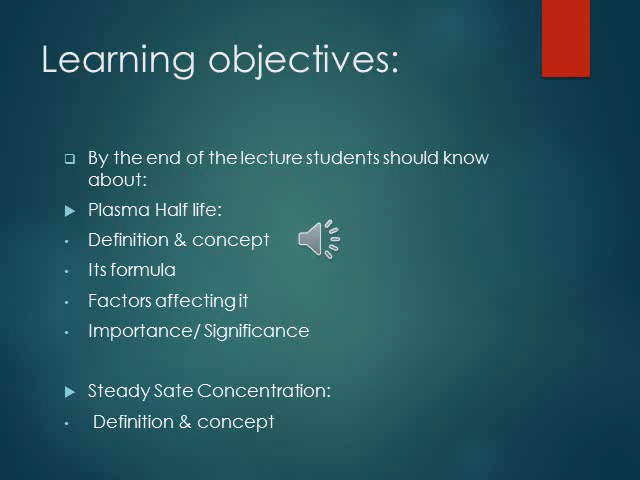 Learning objectives:
By the end of the lecture students should know
about:
Plasma Half life:
Definition & concept
Its formula
Factors affecting it
Importance/ Significance
Steady Sate Concentration:
Definition & concept